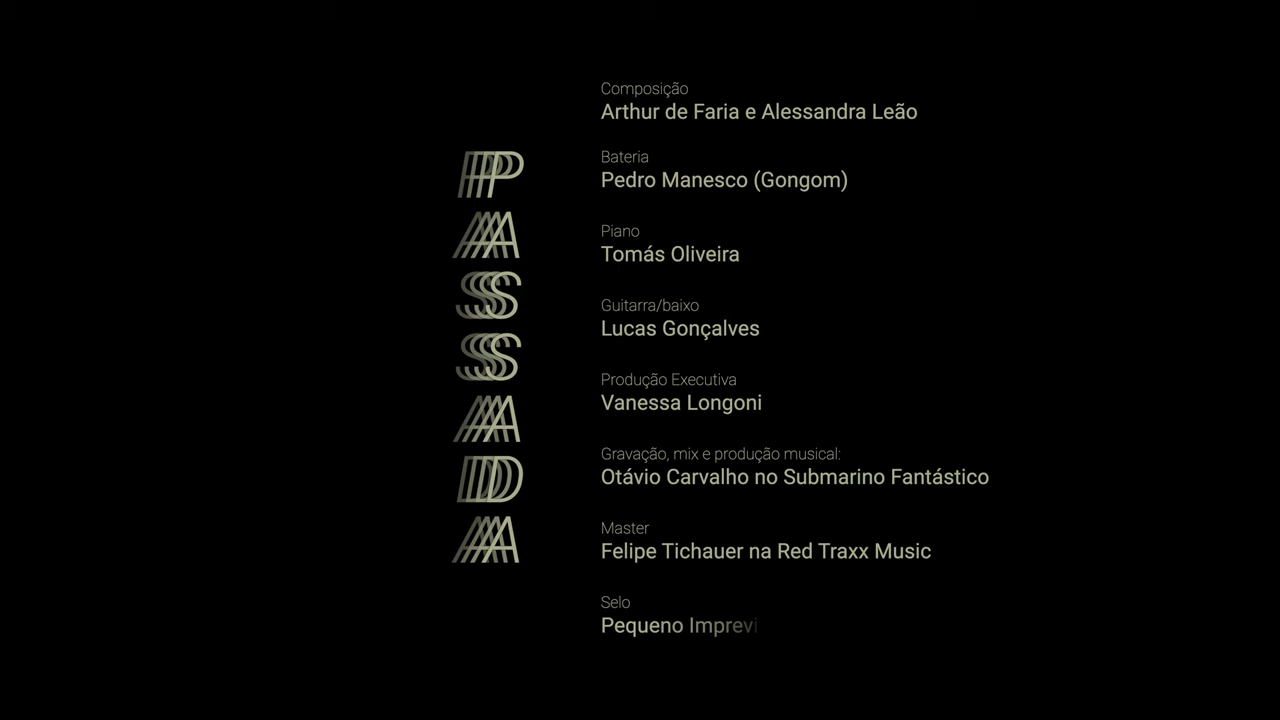 PASSADA
Composição
Arthur de Faria e Alessandra Leão
Bateria
Pedro Manesco (Gongom)
Piano
Tomás Oliveira
Guitarra/baixo
Lucas Gonçalves
Produção Executiva
Vanessa Longoni
Gravação, mix e produção musical:
Otávio Carvalho no Submarino Fantástico
Master
Felipe Tichauer na Red Traxx Music
Selo
Pequeno Imprevi